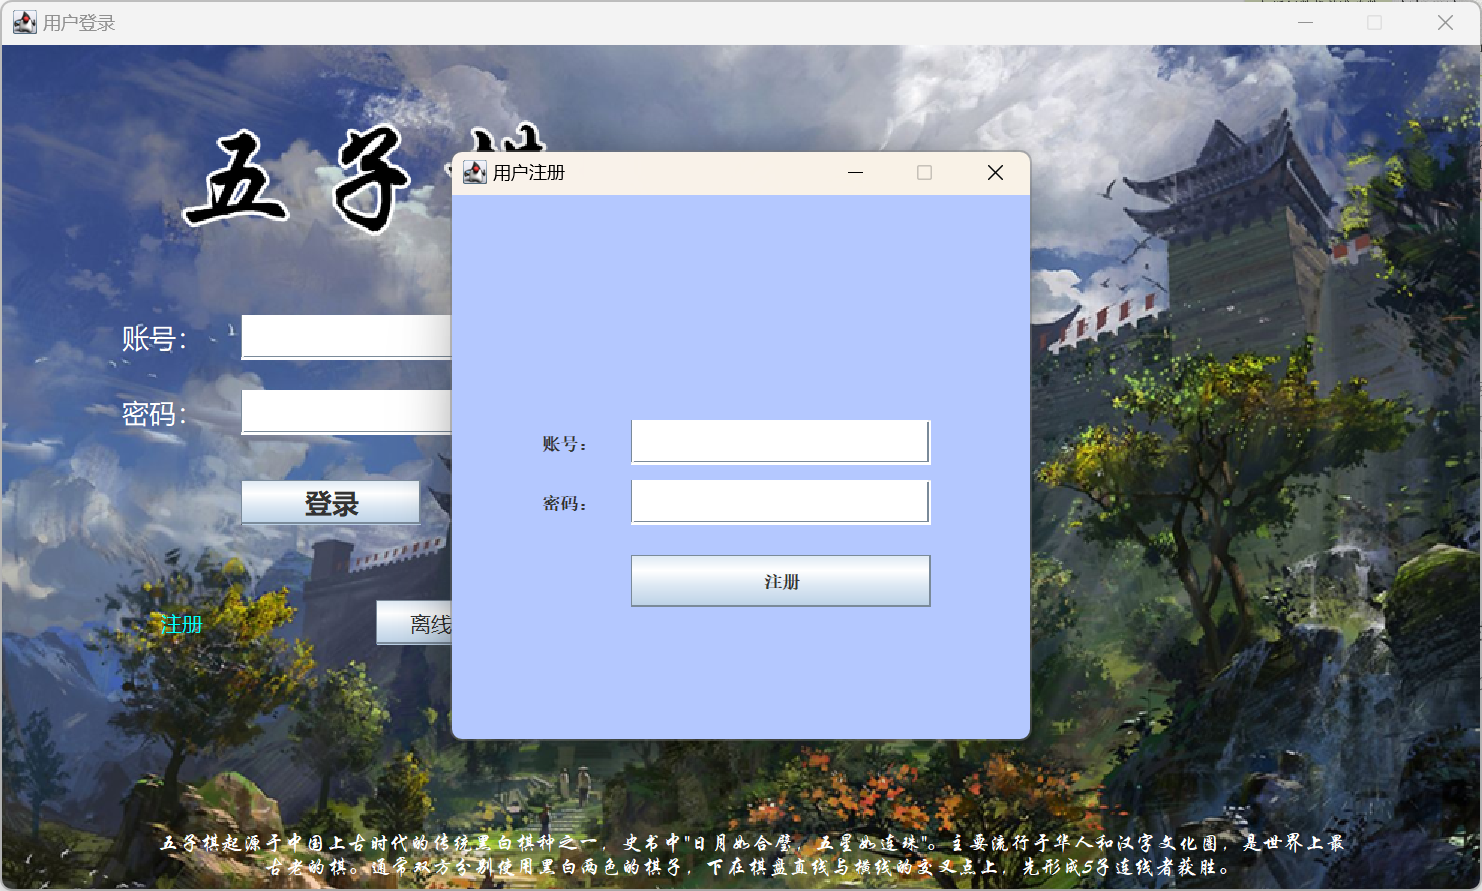 用户登录
五子
用户注册
账号：
密码：
登录
注册
离线
账号：
密码：
注册
五子棋起源于中国上古时代的传统黑白棋种之一，史书中"日月如合璧，五星如连珠"。主要流行于华人和汉字文化圈，是世界上最
古老的棋。通常双方分别使用黑白两色的棋子，下在棋盘直线与横线的交叉点上，先形成5子连线者获胜。